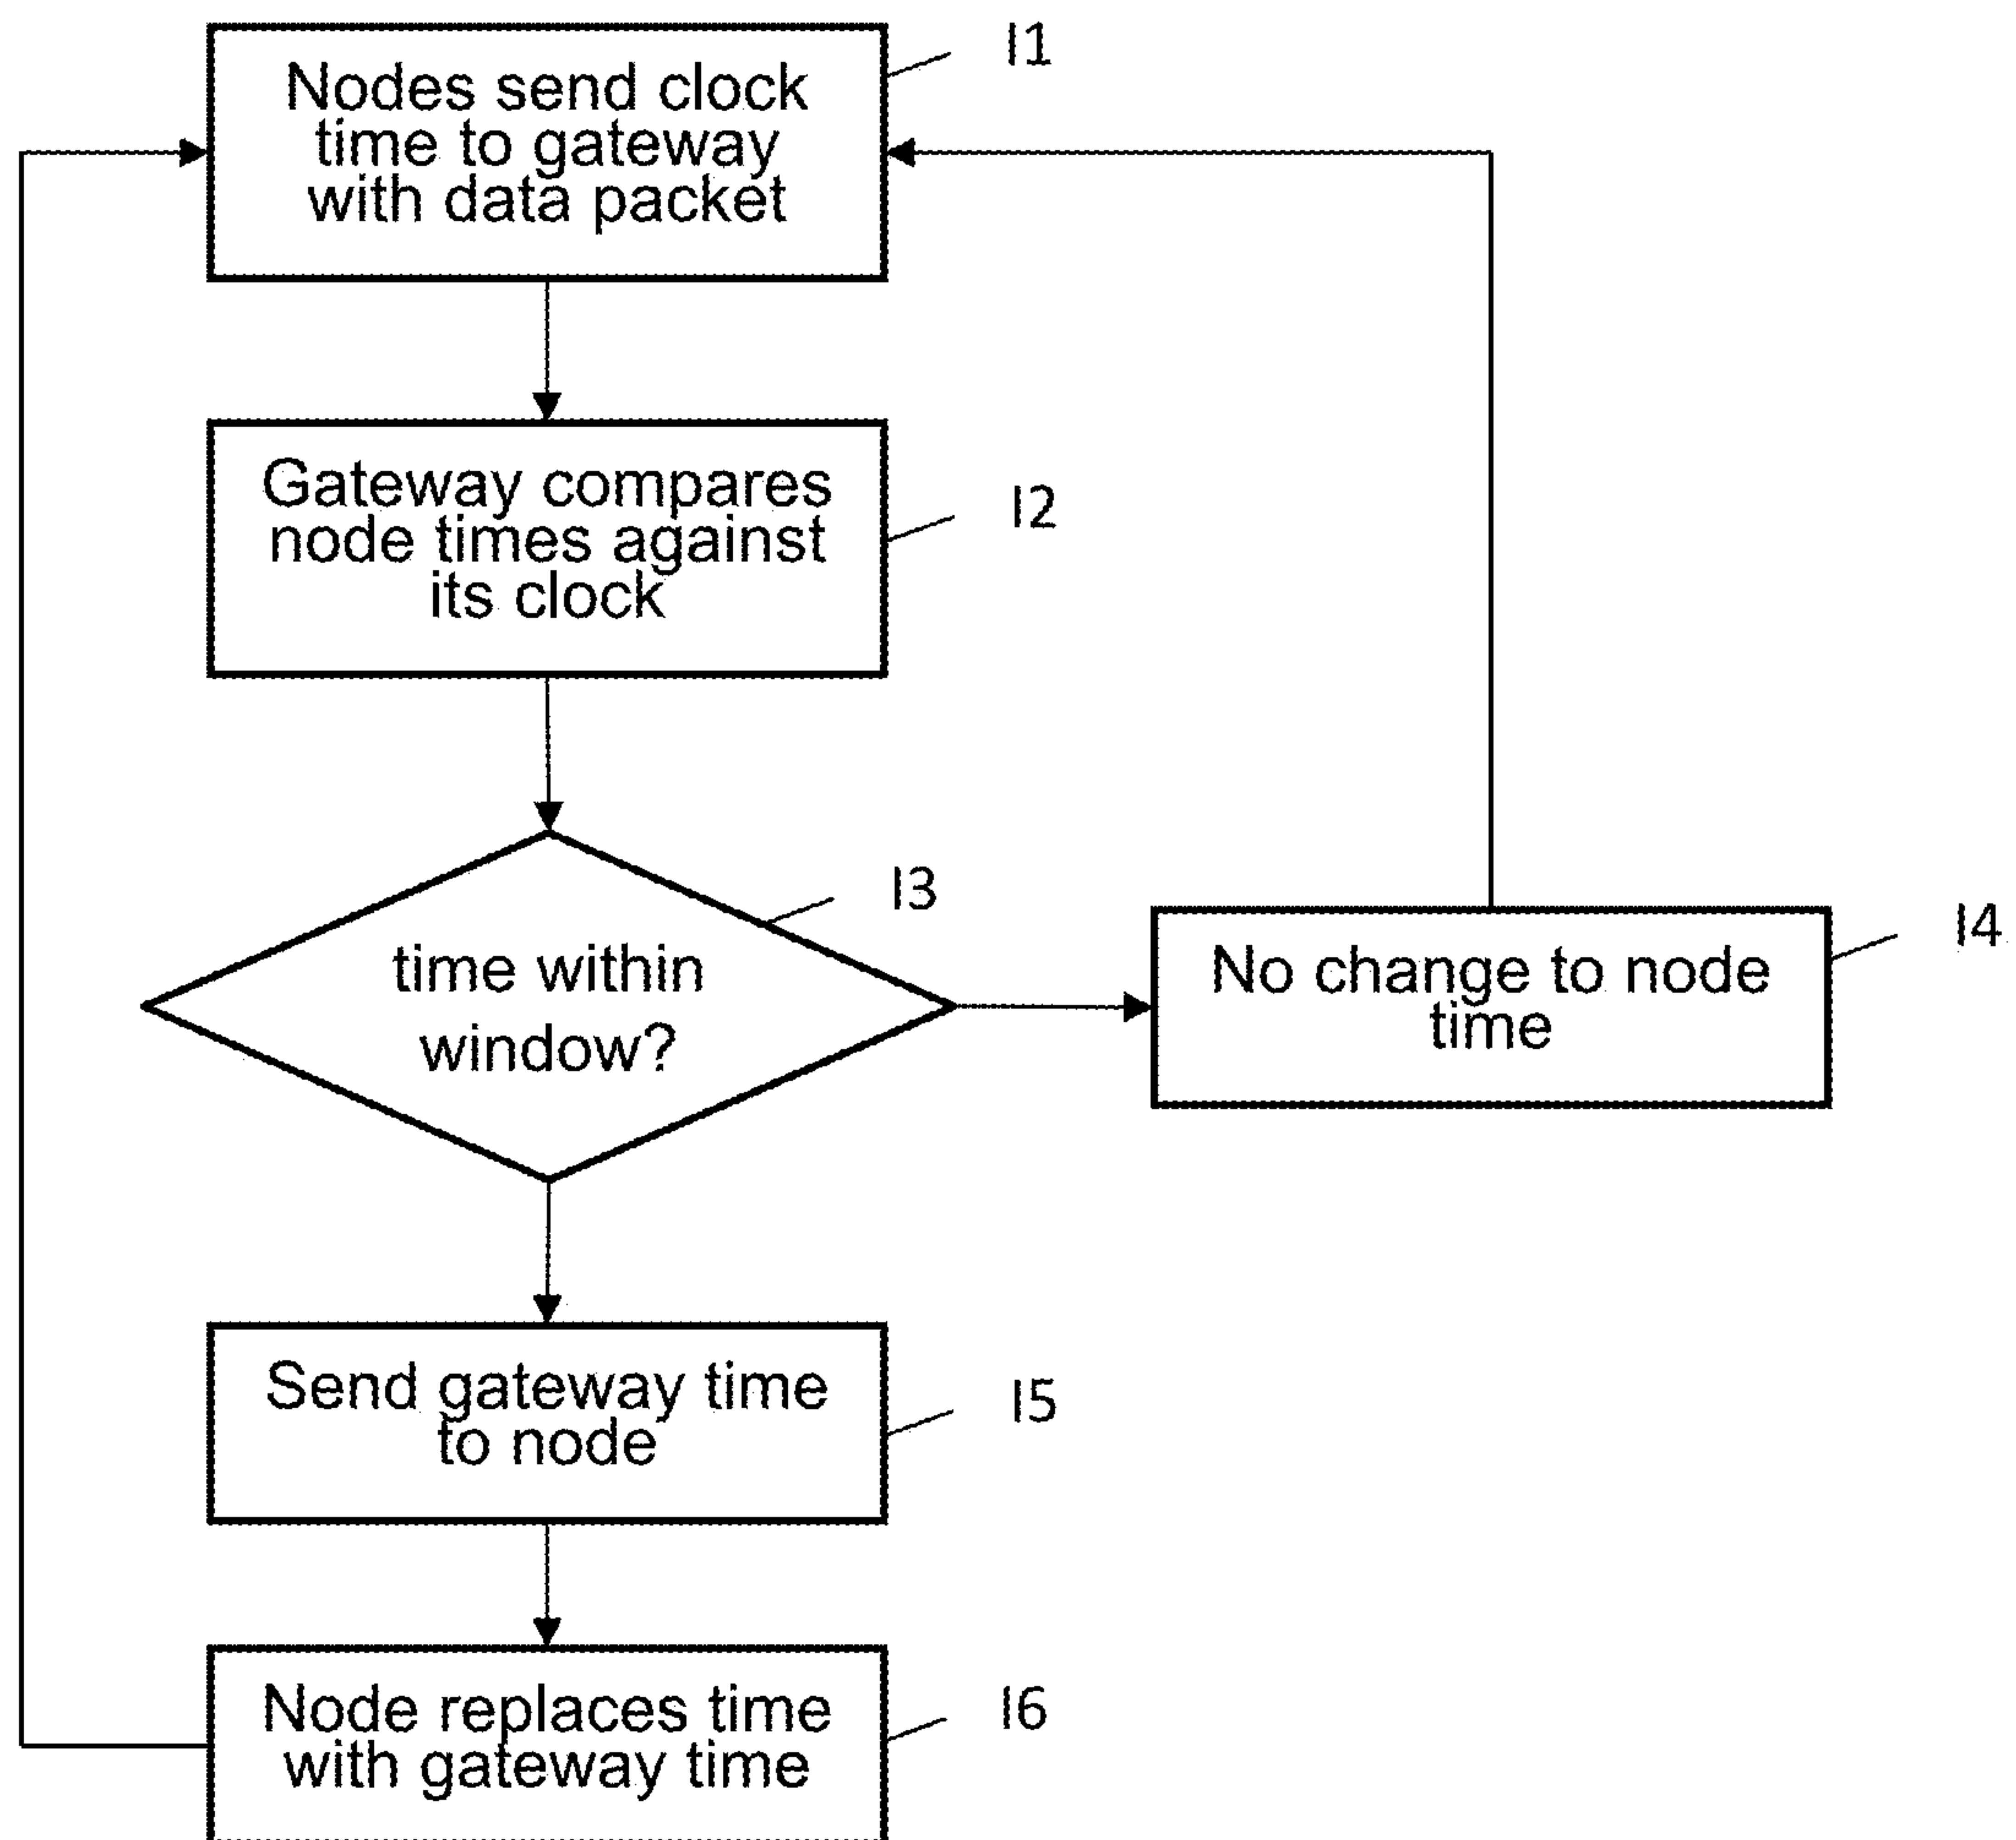 Nodes send clock
time to gateway
with data packet
I1
Gateway compares
node times against
its clock
I2
time within
window?
I3
No change to node
time
I4
Send gateway time
to node
I5
Node replaces time
with gateway time
I6